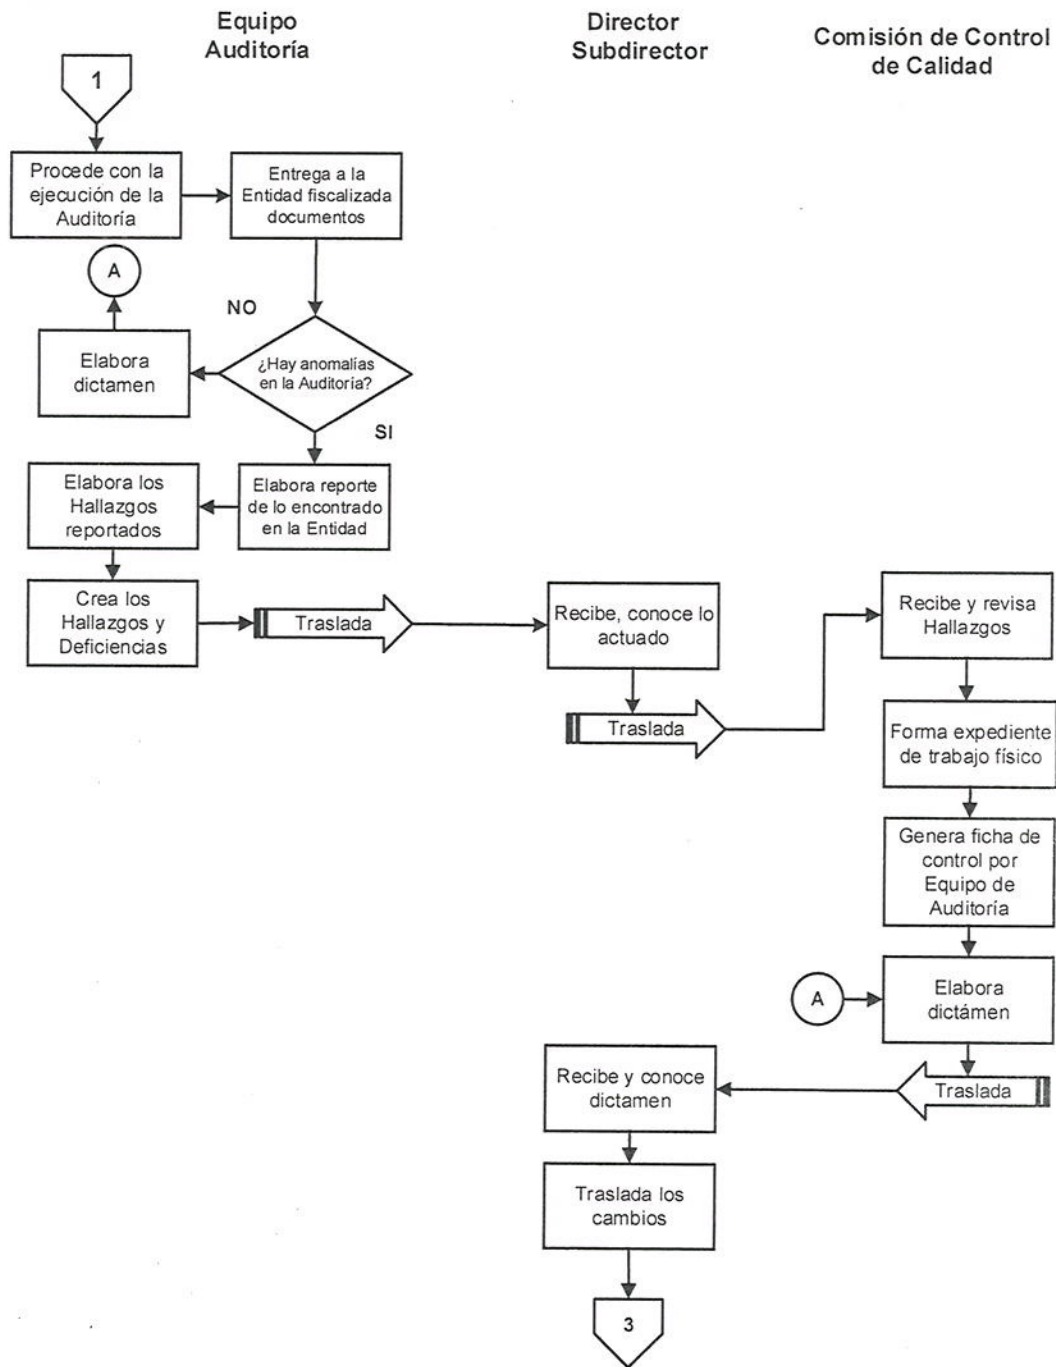 Equipo
Auditoría
Director
Subdirector
Comisión de Control
de Calidad
1
Procede con la
ejecución de la
Auditoría
Entrega a la
Entidad fiscalizada
documentos
A
NO
Elabora
dictamen
¿Hay anomalías
en la Auditoría?
SI
Elabora los
Hallazgos
reportados
Elabora reporte
de lo encontrado
en la Entidad
Crea los
Hallazgos y
Deficiencias
Traslada
Recibe, conoce lo
actuado
Recibe y revisa
Hallazgos
Traslada
Forma expediente
de trabajo físico
Genera ficha de
control por
Equipo de
Auditoría
A
Elabora
dictámen
Recibe y conoce
dictamen
Traslada
Traslada los
cambios
3